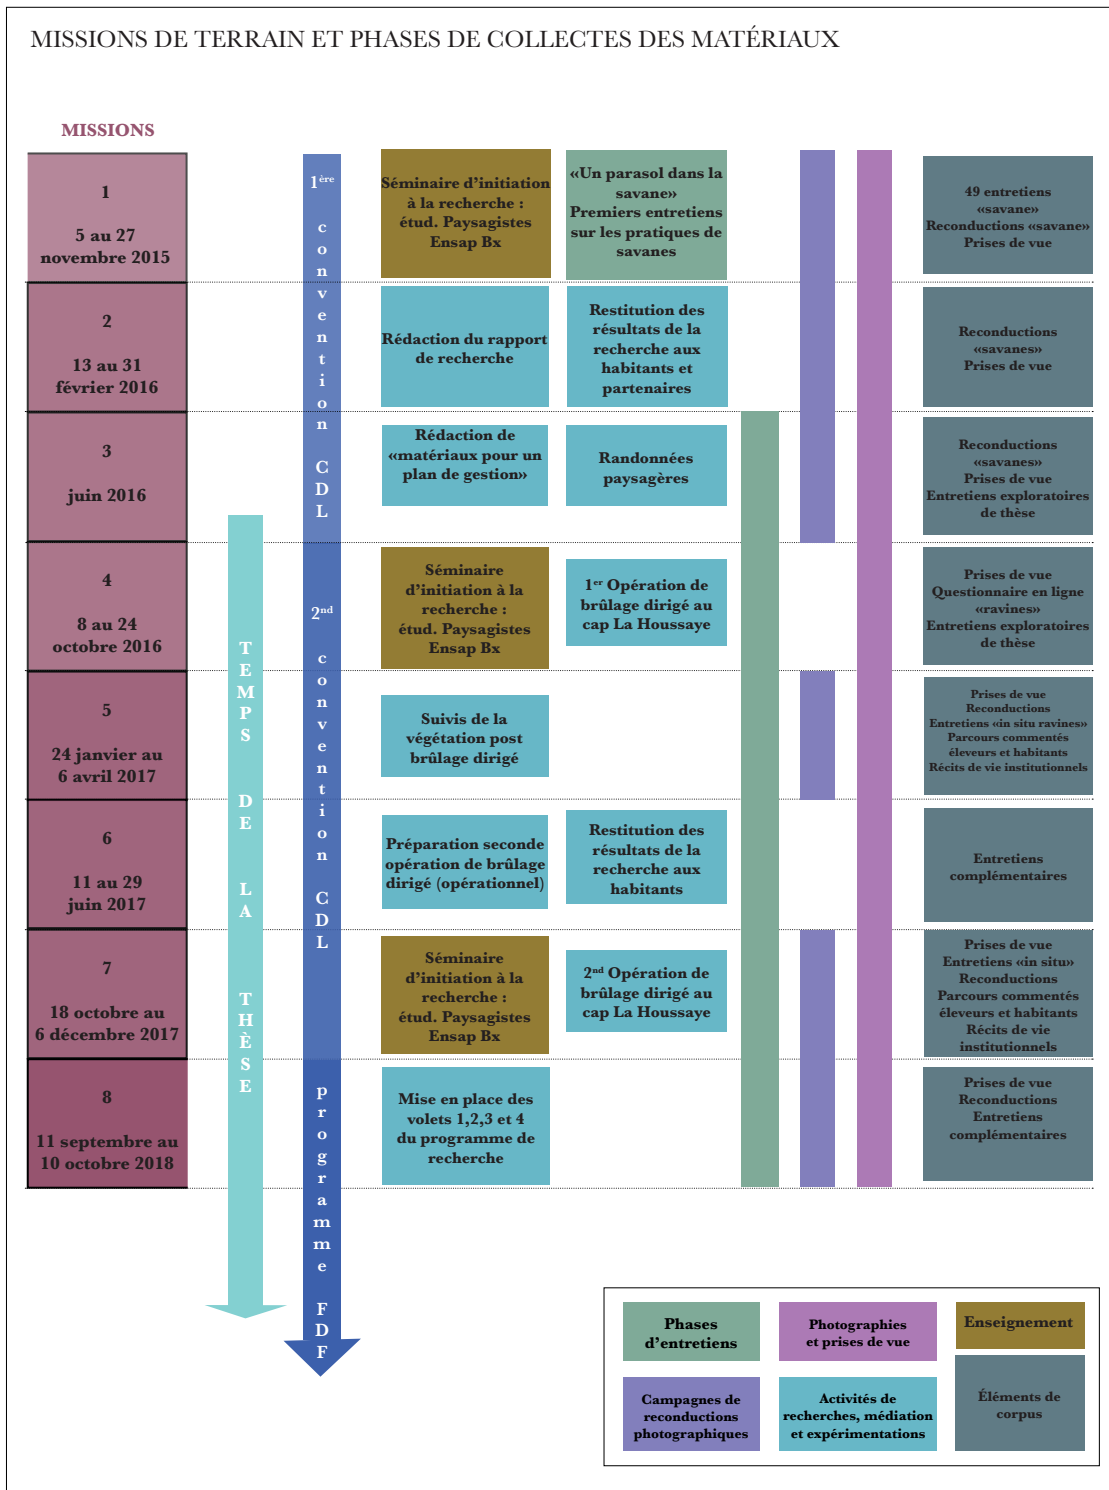 MISSIONS DE TERRAIN ET PHASES DE COLLECTES DES MATÉRIAUX
MISSIONS
1
5 au 27
novembre 2015
2
13 au 31
février 2016
3
juin 2016
4
8 au 24
octobre 2016
5
24 janvier au
6 avril 2017
6
11 au 29
juin 2017
7
18 octobre au
6 décembre 2017
8
11 septembre au
10 octobre 2018
TEMPS DE LA THÈSE
1ère convention CDL
2nd convention CDL
programme FDF
Séminaire d'initiation
à la recherche :
étud. Paysagistes
Ensap Bx
«Un parasol dans la
savane»
Premiers entretiens
sur les pratiques de
savanes
49 entretiens
«savane»
Reconductions «savane»
Prises de vue
Rédaction du rapport
de recherche
Restitution des
résultats de la
recherche aux
habitants et
partenaires
Reconductions
«savanes»
Prises de vue
Rédaction de
«matériaux pour un
plan de gestion»
Randonnées
paysagères
Reconductions
«savanes»
Prises de vue
Entretiens exploratoires
de thèse
Séminaire
d'initiation à la
recherche :
étud. Paysagistes
Ensap Bx
1er Opération de
brûlage dirigé au
cap La Houssaye
Prises de vue
Questionnaire en ligne
«ravines»
Entretiens exploratoires
de thèse
Suivis de la
végétation post
brûlage dirigé
Prises de vue
Reconductions
Entretiens «in situ ravines»
Parcours commentés
éleveurs et habitants
Récits de vie institutionnels
Préparation seconde
opération de brûlage
dirigé (opérationnel)
Restitution des
résultats de la
recherche aux
habitants
Entretiens
complémentaires
Séminaire
d'initiation à la
recherche :
étud. Paysagistes
Ensap Bx
2nd Opération de
brûlage dirigé au
cap La Houssaye
Prises de vue
Entretiens «in situ»
Reconductions
Parcours commentés
éleveurs et habitants
Récits de vie
institutionnels
Mise en place des
volets 1,2,3 et 4
du programme de
recherche
Prises de vue
Reconductions
Entretiens
complémentaires
Phases
d'entretiens
Photographies
et prises de vue
Enseignement
Campagnes de
reconductions
photographiques
Activités de
recherches, médiation
et expérimentations
Éléments de
corpus